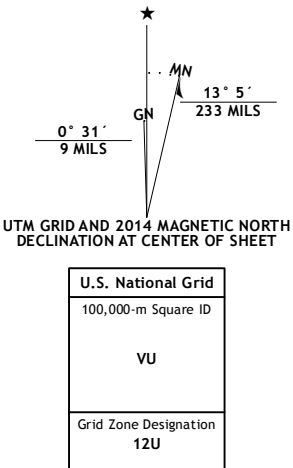 ★
MN
GN
13° 5´
233 MILS
0° 31´
9 MILS
UTM GRID AND 2014 MAGNETIC NORTH
DECLINATION AT CENTER OF SHEET
U.S. National Grid
100,000-m Square ID
VU
Grid Zone Designation
12U